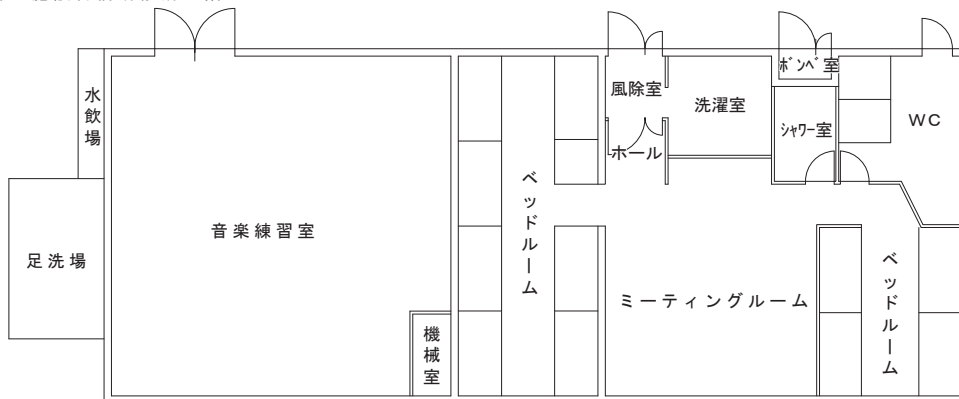 水飲場
足洗場
音楽練習室
機械室
ベッドルーム
風除室
ホール
洗濯室
ボンベ室
シャワー室
WC
ミーティングルーム
ベッドルーム